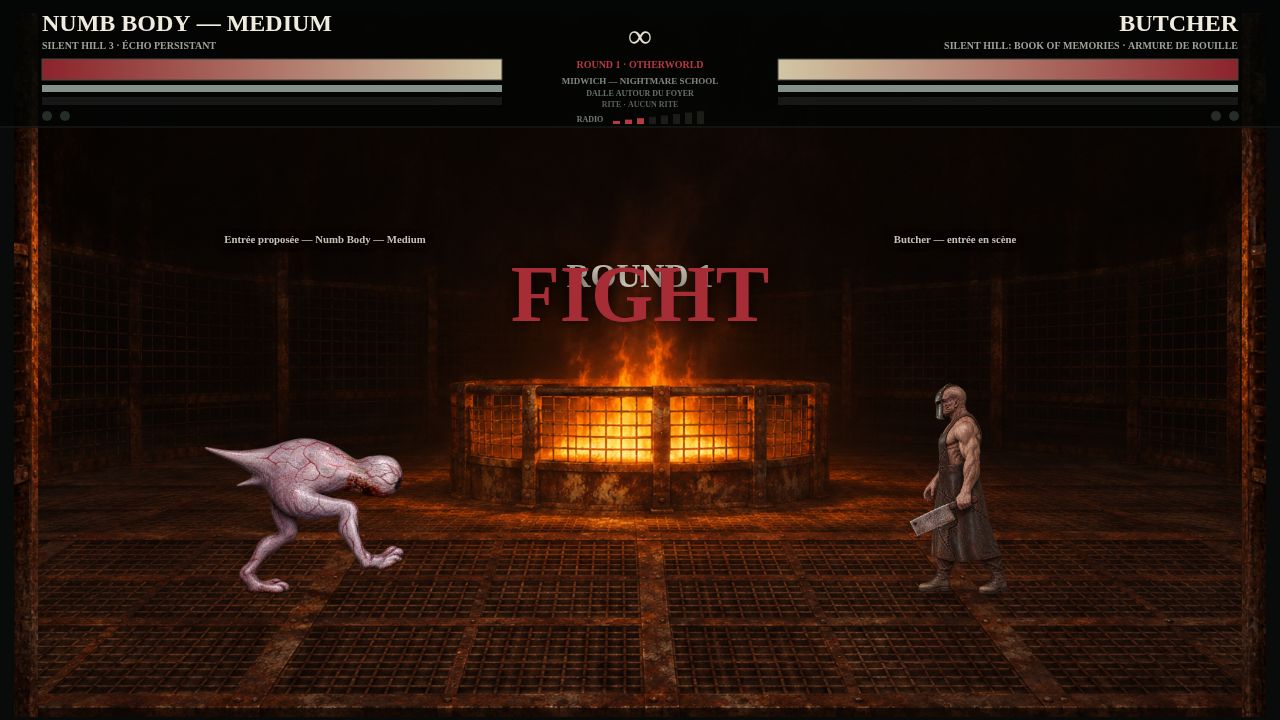 NUMB BODY — MEDIUM
SILENT HILL 3 · ÉCHO PERSISTANT
∞
ROUND 1 · OTHERWORLD
MIDWICH — NIGHTMARE SCHOOL
DALLE AUTOUR DU FOYER
RITE · AUCUN RITE
RADIO
BUTCHER
SILENT HILL: BOOK OF MEMORIES · ARMURE DE ROUILLE
Entrée proposée — Numb Body — Medium
Butcher — entrée en scène
ROUND 1
FIGHT